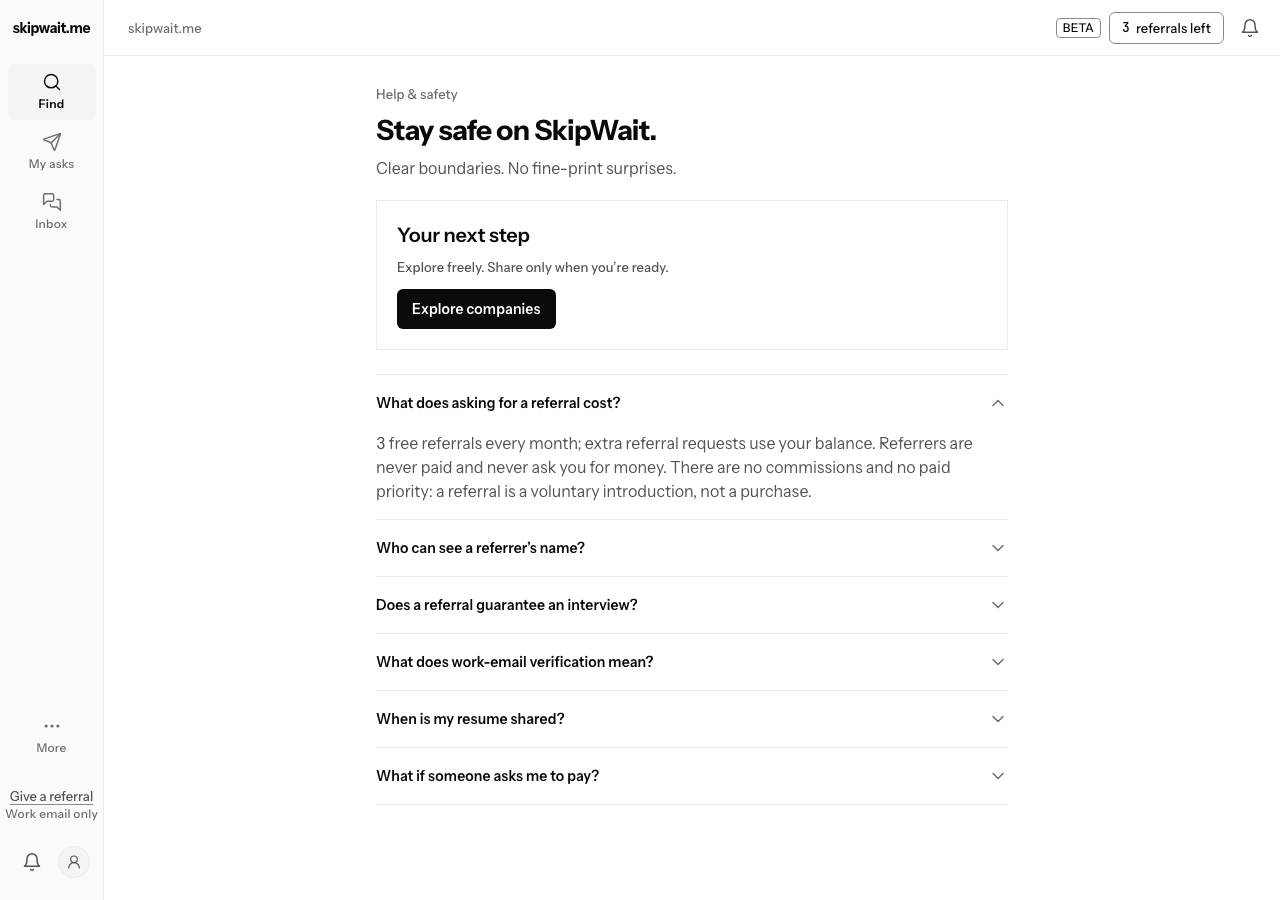 skipwait.me
Find
My asks
Inbox
More
Give a referral
Work email only
skipwait.me
BETA
3 referrals left
Help & safety
Stay safe on SkipWait.
Clear boundaries. No fine-print surprises.
Your next step
Explore freely. Share only when you’re ready.
Explore companies
What does asking for a referral cost?
3 free referrals every month; extra referral requests use your balance. Referrers are
never paid and never ask you for money. There are no commissions and no paid
priority: a referral is a voluntary introduction, not a purchase.
Who can see a referrer’s name?
Does a referral guarantee an interview?
What does work-email verification mean?
When is my resume shared?
What if someone asks me to pay?